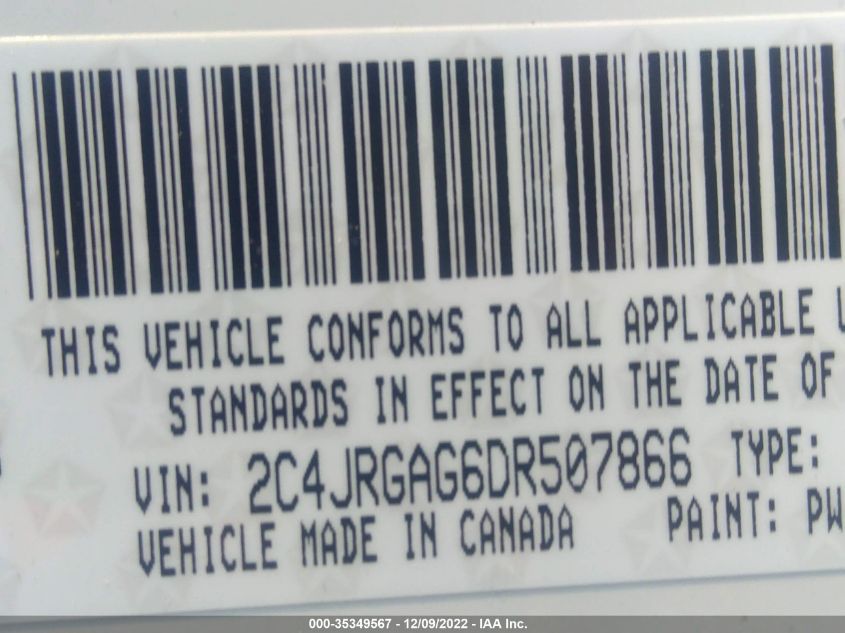 THIS VEHICLE CONFORMS TO ALL APPLICABLE
STANDARDS IN EFFECT ON THE DATE OF
VIN: 2C4JRGAG6DR507866 TYPE:
VEHICLE MADE IN CANADA PAINT: PW
000-35349567 - 12/09/2022 - IAA Inc.